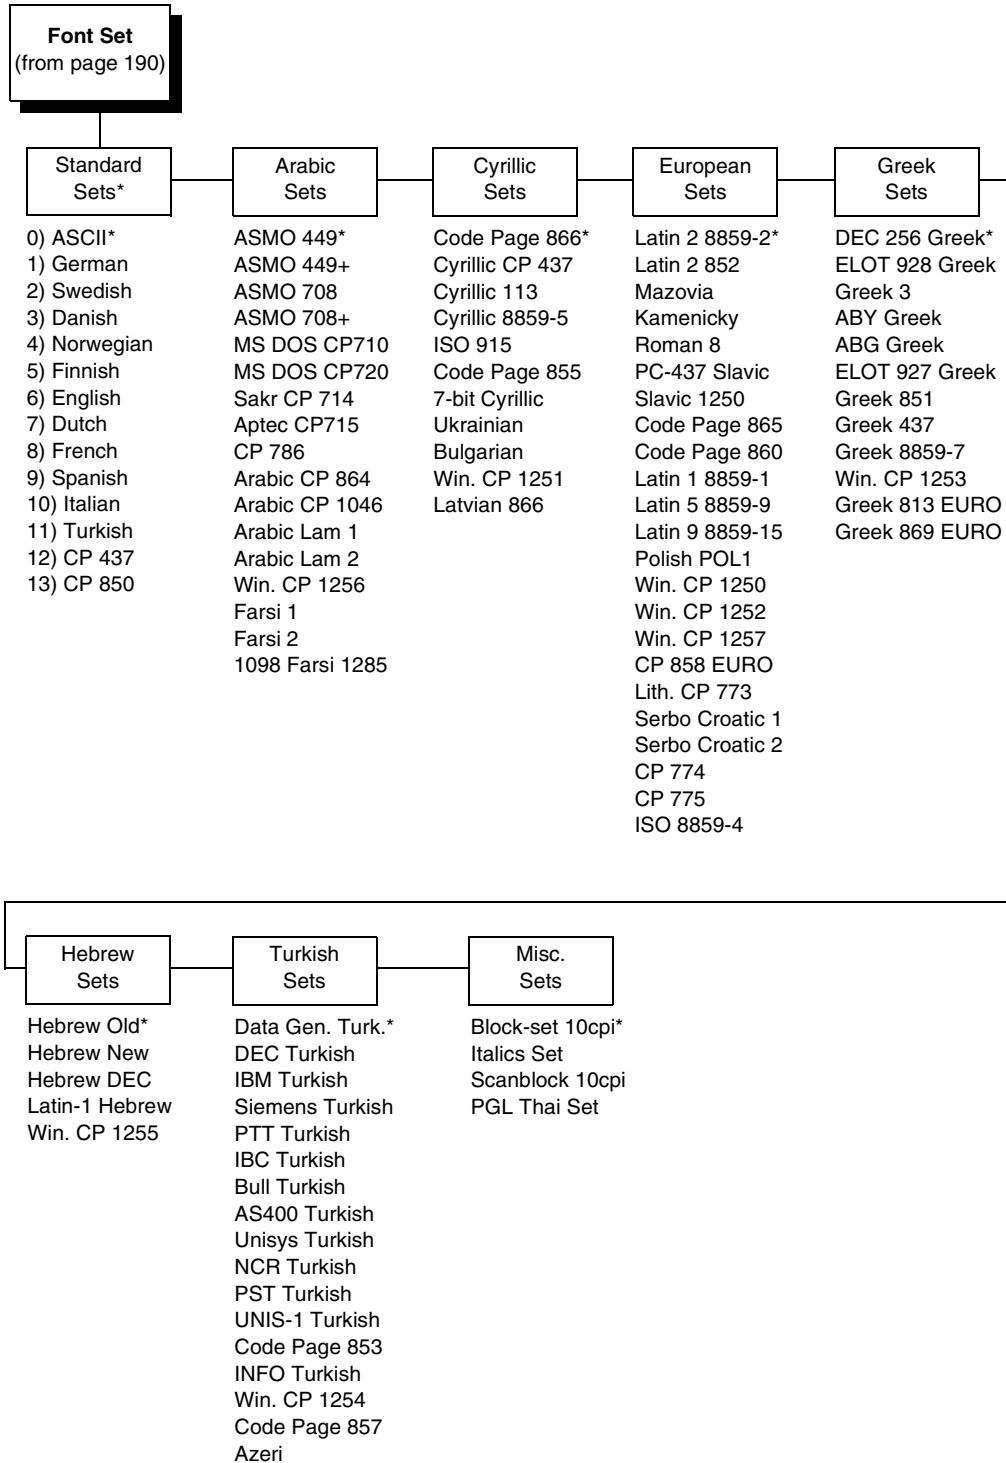 Font Set
(from page 190)
Standard
Sets*
0) ASCII*
1) German
2) Swedish
3) Danish
4) Norwegian
5) Finnish
6) English
7) Dutch
8) French
9) Spanish
10) Italian
11) Turkish
12) CP 437
13) CP 850
Arabic
Sets
ASMO 449*
ASMO 449+
ASMO 708
ASMO 708+
MS DOS CP710
MS DOS CP720
Sakr CP 714
Aptec CP715
CP 786
Arabic CP 864
Arabic CP 1046
Arabic Lam 1
Arabic Lam 2
Win. CP 1256
Farsi 1
Farsi 2
1098 Farsi 1285
Cyrillic
Sets
Code Page 866*
Cyrillic CP 437
Cyrillic 113
Cyrillic 8859-5
ISO 915
Code Page 855
7-bit Cyrillic
Ukrainian
Bulgarian
Win. CP 1251
Latvian 866
European
Sets
Latin 2 8859-2*
Latin 2 852
Mazovia
Kamenicky
Roman 8
PC-437 Slavic
Slavic 1250
Code Page 865
Code Page 860
Latin 1 8859-1
Latin 5 8859-9
Latin 9 8859-15
Polish POL1
Win. CP 1250
Win. CP 1252
Win. CP 1257
CP 858 EURO
Lith. CP 773
Serbo Croatic 1
Serbo Croatic 2
CP 774
CP 775
ISO 8859-4
Greek
Sets
DEC 256 Greek*
ELOT 928 Greek
Greek 3
ABY Greek
ABG Greek
ELOT 927 Greek
Greek 851
Greek 437
Greek 8859-7
Win. CP 1253
Greek 813 EURO
Greek 869 EURO
Hebrew
Sets
Hebrew Old*
Hebrew New
Hebrew DEC
Latin-1 Hebrew
Win. CP 1255
Turkish
Sets
Data Gen. Turk.*
DEC Turkish
IBM Turkish
Siemens Turkish
PTT Turkish
IBC Turkish
Bull Turkish
AS400 Turkish
Unisys Turkish
NCR Turkish
PST Turkish
UNIS-1 Turkish
Code Page 853
INFO Turkish
Win. CP 1254
Code Page 857
Azeri
Misc.
Sets
Block-set 10cpi*
Italics Set
Scanblock 10cpi
PGL Thai Set